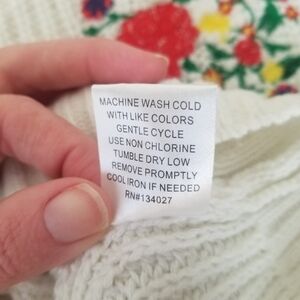 MACHINE WASH COLD
WITH LIKE COLORS
GENTLE CYCLE
USE NON CHLORINE
TUMBLE DRY LOW
REMOVE PROMPTLY
COOL IRON IF NEEDED
RN#134027